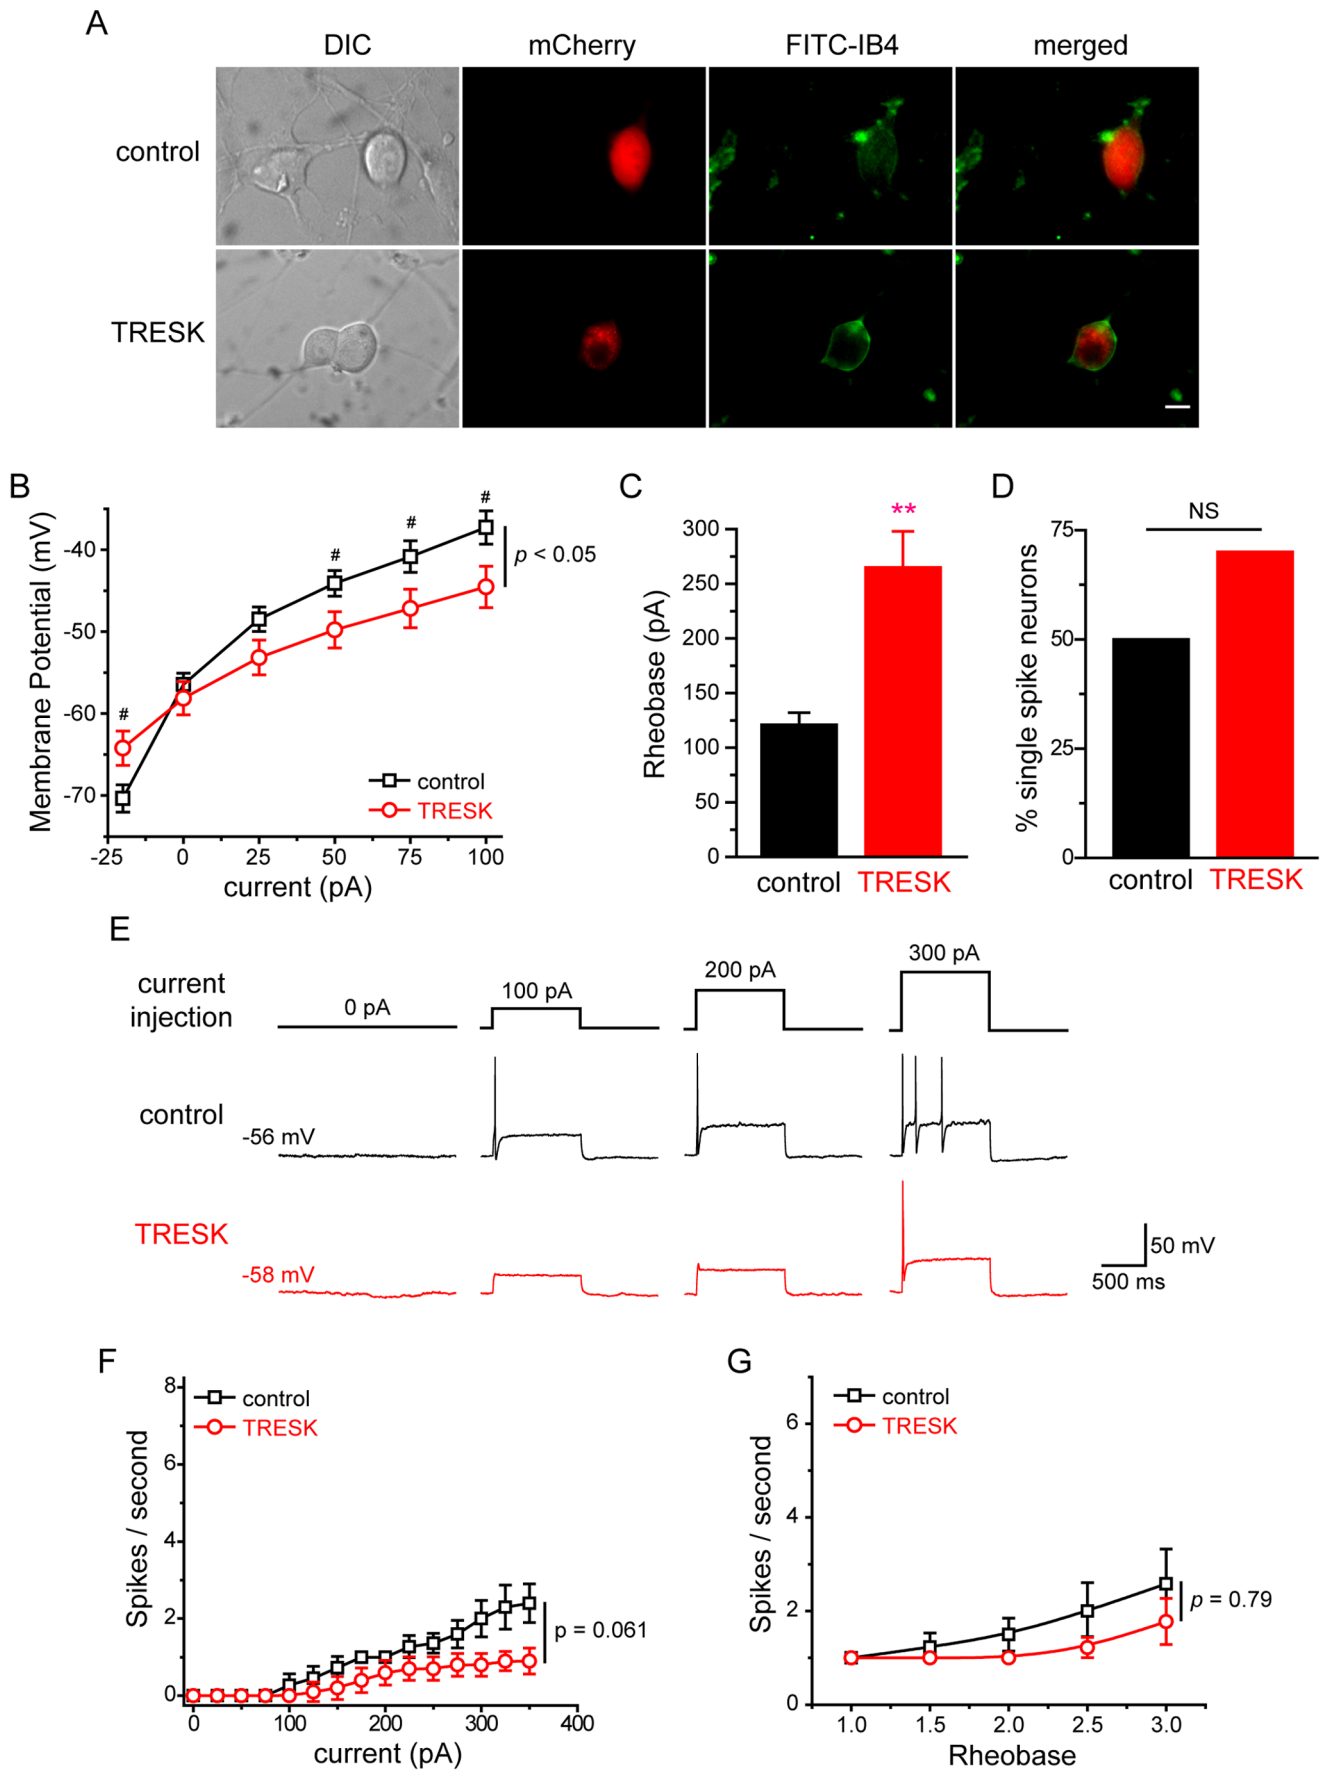 A
DIC mCherry FITC-IB4 merged
control
TRESK
B
Membrane Potential (mV)
-40
-50
-60
-70
-25 0 25 50 75 100
current (pA)
# # # #
p < 0.05
control
TRESK
C
Rheobase (pA)
300
250
200
150
100
50
0
**
control TRESK
D
% single spike neurons
75
50
25
0
NS
control TRESK
E
current
injection
0 pA 100 pA 200 pA 300 pA
control
-56 mV
TRESK
-58 mV
50 mV
500 ms
F
Spikes / second
8
6
4
2
0
0 100 200 300 400
current (pA)
control
TRESK
p = 0.061
G
Spikes / second
6
4
2
0
1.0 1.5 2.0 2.5 3.0
Rheobase
control
TRESK
p = 0.79